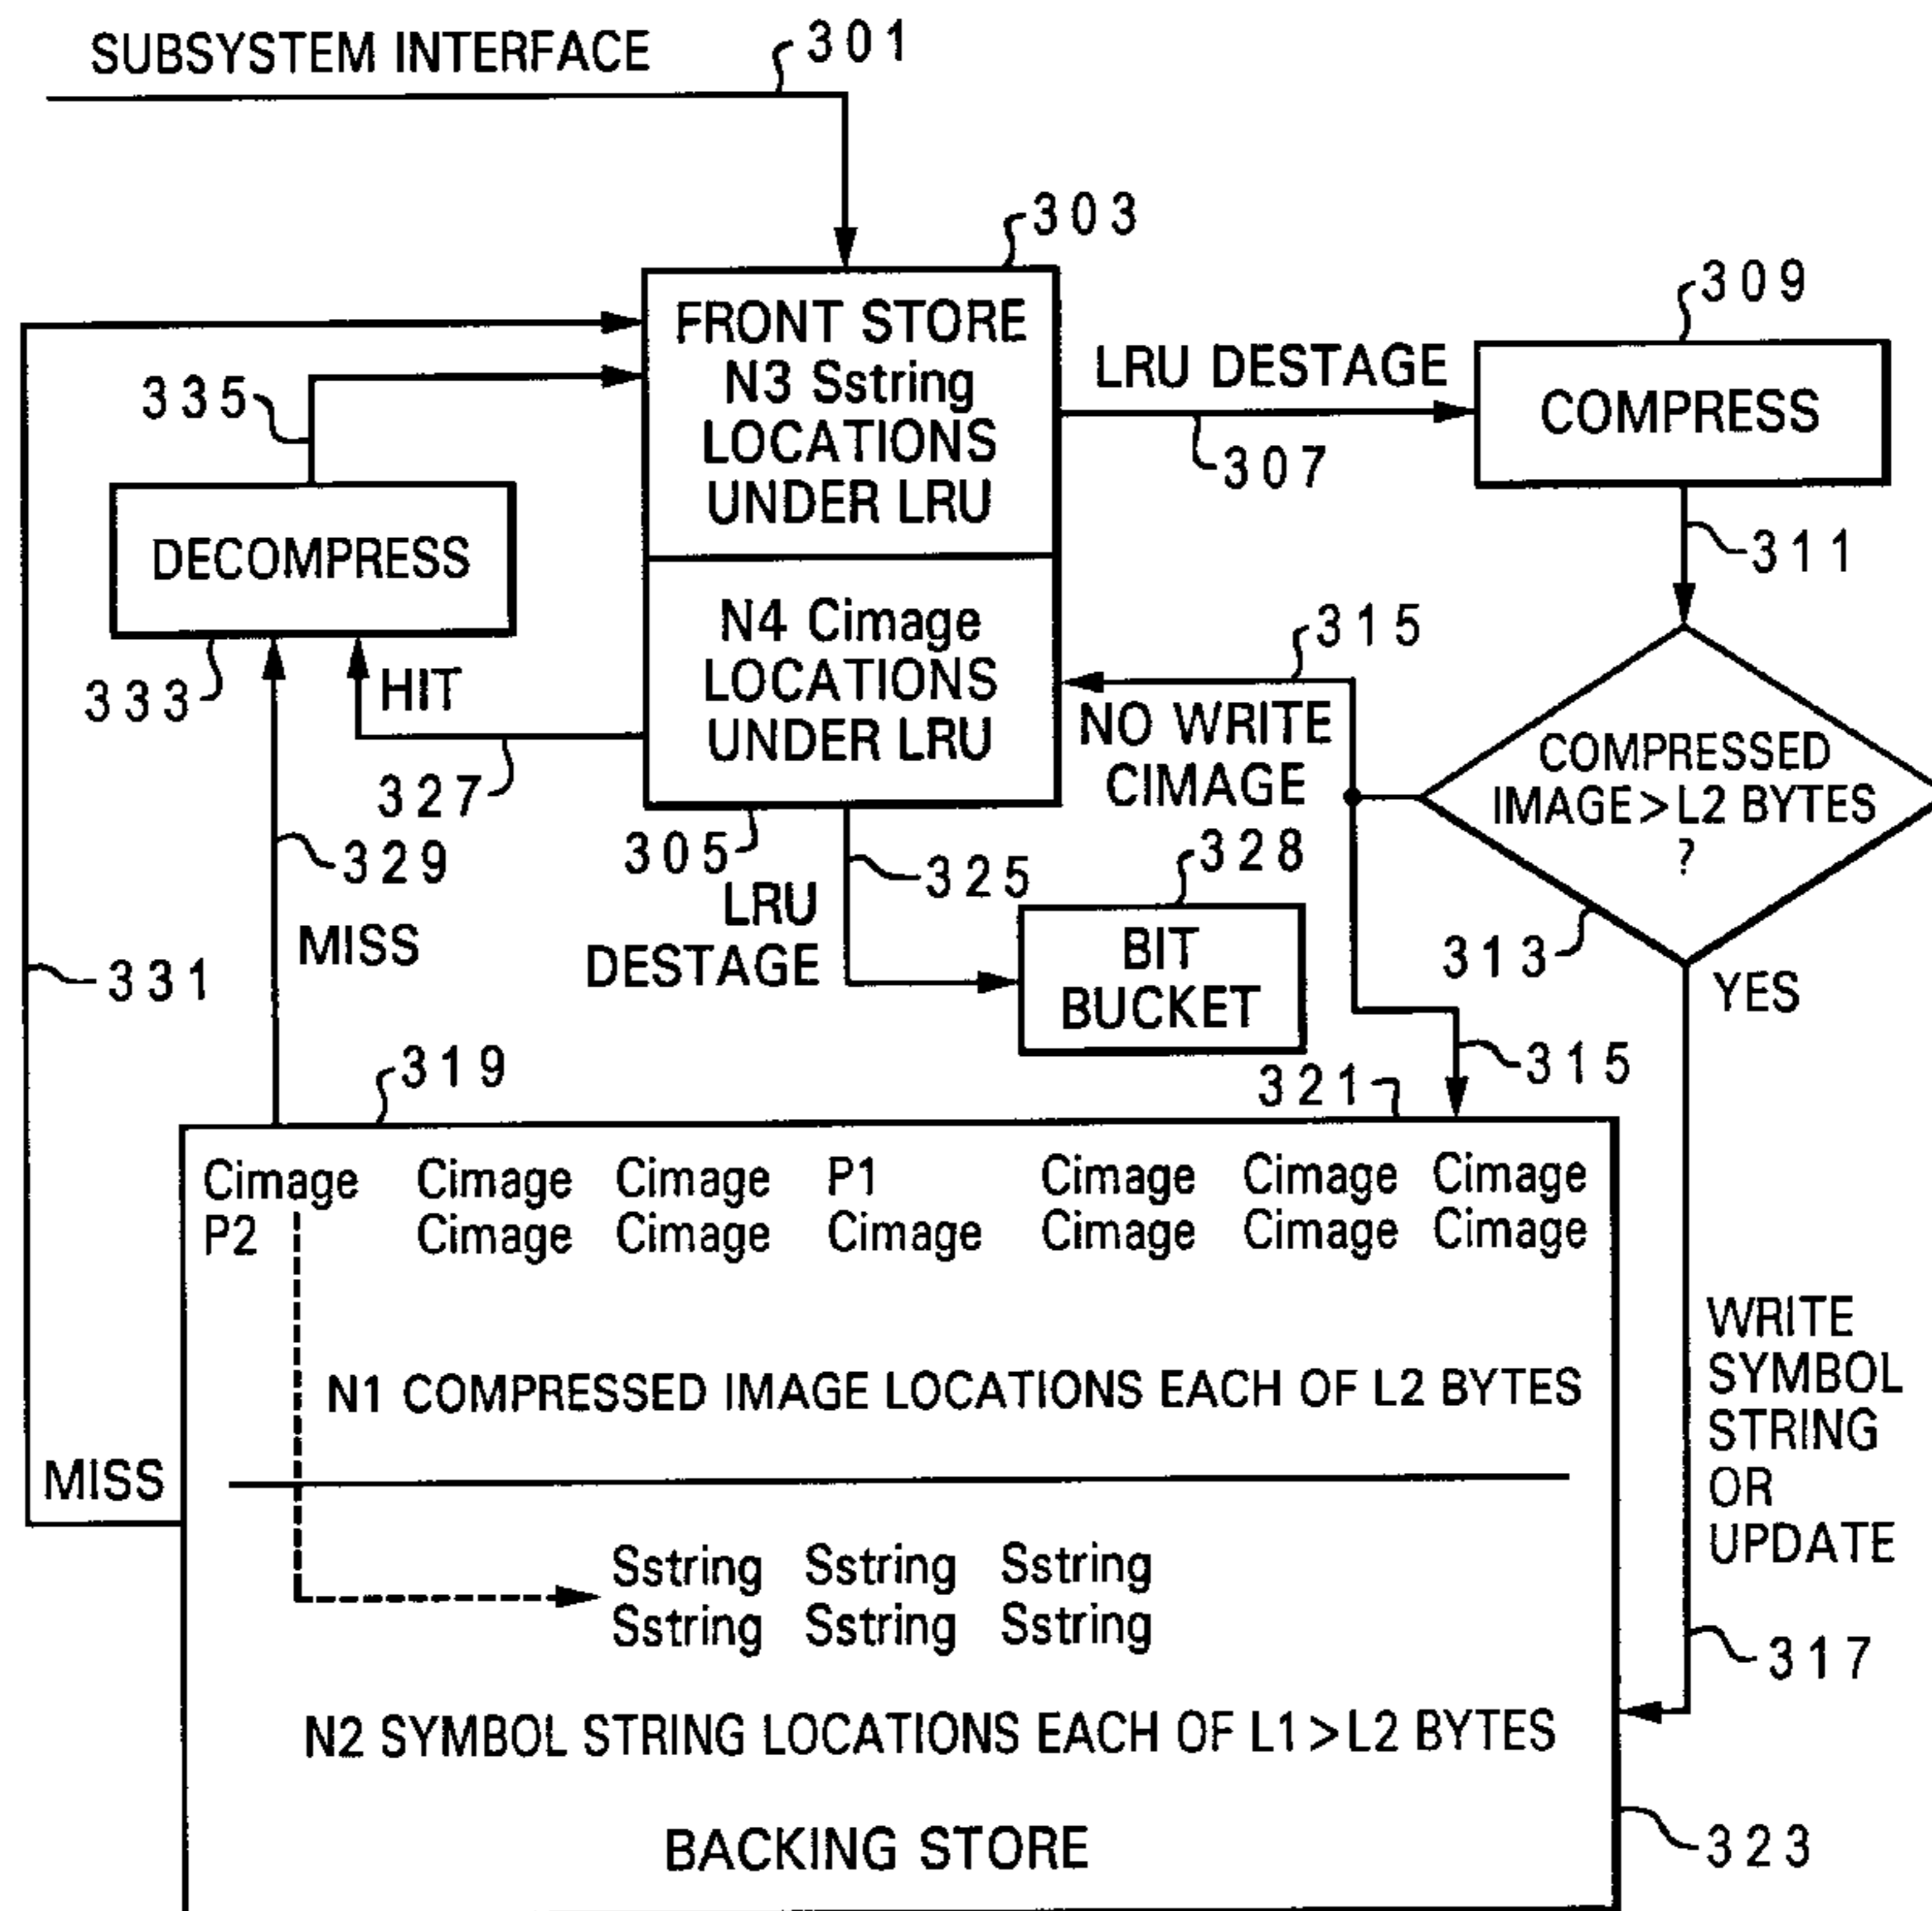 SUBSYSTEM INTERFACE
301
303
FRONT STORE
N3 Sstring
LOCATIONS
UNDER LRU
309
LRU DESTAGE
307
COMPRESS
335
DECOMPRESS
333
HIT
327
N4 Cimage
LOCATIONS
UNDER LRU
305
311
315
NO WRITE
CIMAGE
COMPRESSED
IMAGE>L2 BYTES
?
313
YES
329
MISS
331
LRU
DESTAGE
325
328
BIT
BUCKET
315
319
321
Cimage Cimage Cimage P1 Cimage Cimage Cimage
P2 Cimage Cimage Cimage Cimage Cimage Cimage
N1 COMPRESSED IMAGE LOCATIONS EACH OF L2 BYTES
MISS
WRITE
SYMBOL
STRING
OR
UPDATE
317
Sstring Sstring Sstring
Sstring Sstring Sstring
N2 SYMBOL STRING LOCATIONS EACH OF L1>L2 BYTES
BACKING STORE
323